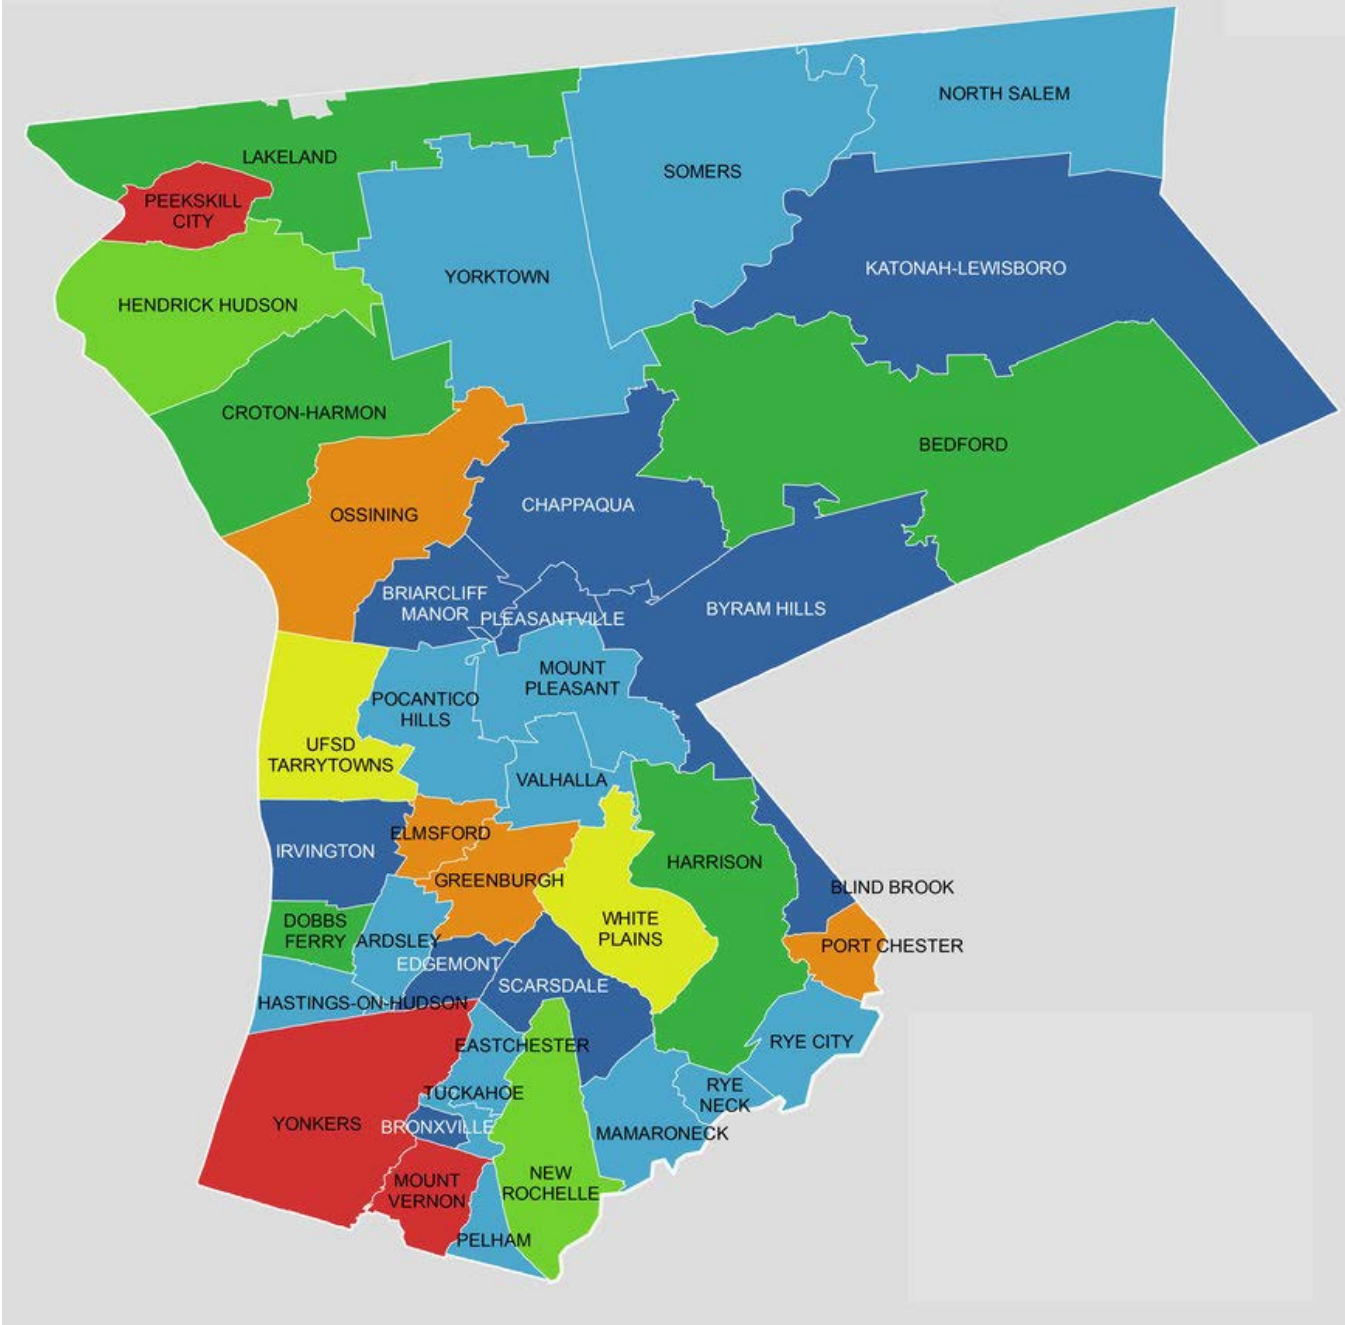 NORTH SALEM
LAKELAND
SOMERS
PEEKSKILL
CITY
KATONAH-LEWISBORO
YORKTOWN
HENDRICK HUDSON
CROTON-HARMON
BEDFORD
CHAPPAQUA
OSSINING
BRIARCLIFF
MANOR
PLEASANTVILLE
BYRAM HILLS
MOUNT
PLEASANT
POCANTICO
HILLS
UFSD
TARRYTOWNS
VALHALLA
ELMSFORD
IRVINGTON
HARRISON
GREENBURGH
BLIND BROOK
WHITE
PLAINS
DOBBS
FERRY
ARDSLEY
PORT CHESTER
EDGEMONT
SCARSDALE
HASTINGS-ON-HUDSON
RYE CITY
EASTCHESTER
TUCKAHOE
RYE
NECK
YONKERS
BRONXVILLE
MAMARONECK
MOUNT
VERNON
NEW
ROCHELLE
PELHAM